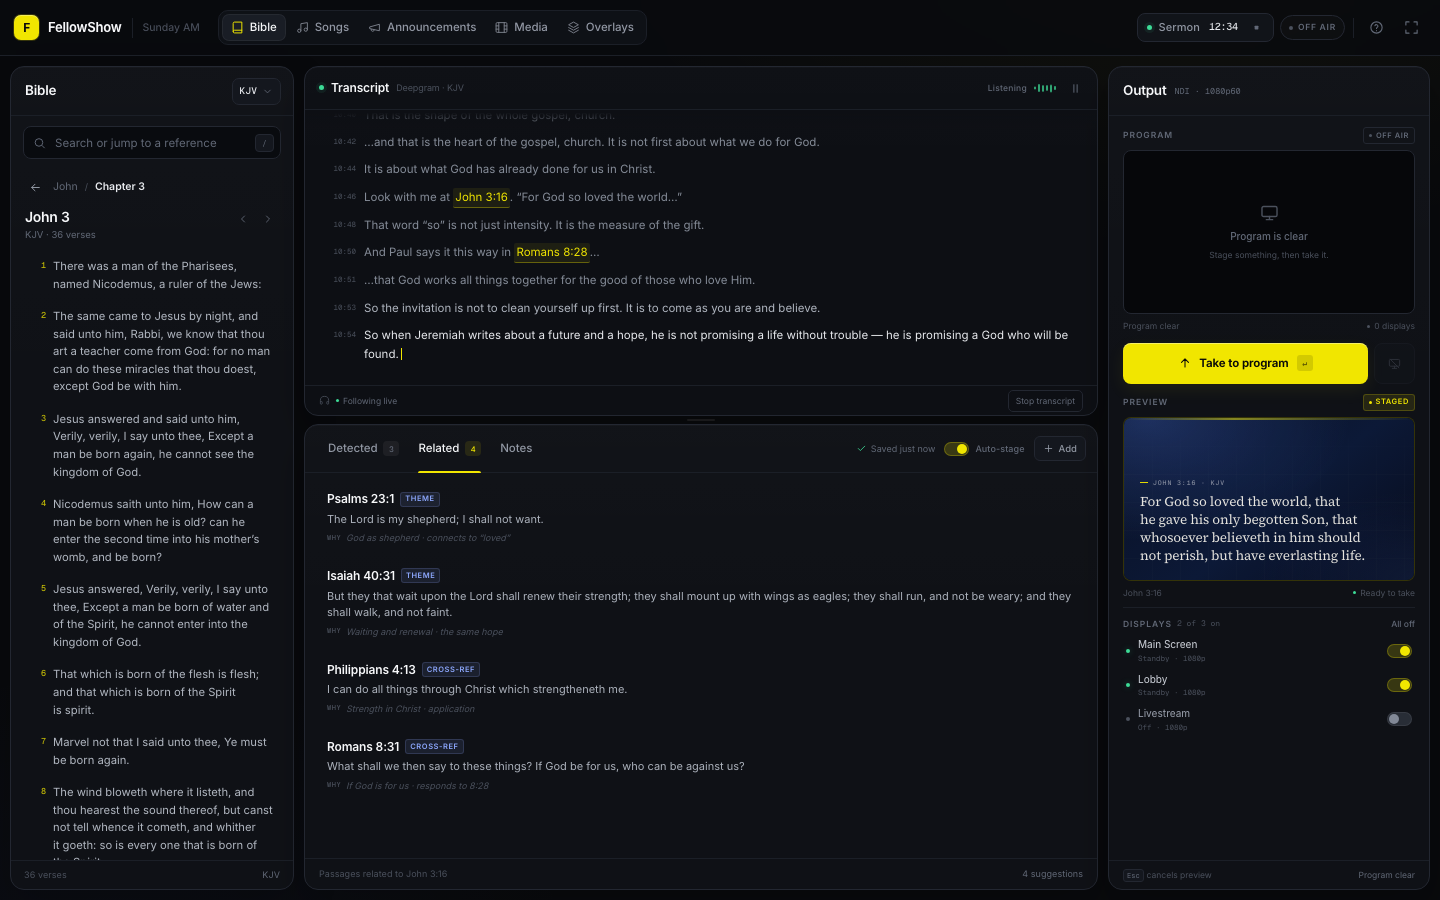 F FellowShow Sunday AM Bible Songs Announcements Media Overlays Sermon 12:34 OFF AIR
Bible KJV
Search or jump to a reference /
John / Chapter 3
John 3
KJV · 36 verses
1 There was a man of the Pharisees,
named Nicodemus, a ruler of the Jews:
2 The same came to Jesus by night, and
said unto him, Rabbi, we know that thou
art a teacher come from God: for no man
can do these miracles that thou doest,
except God be with him.
3 Jesus answered and said unto him,
Verily, verily, I say unto thee, Except a
man be born again, he cannot see the
kingdom of God.
4 Nicodemus saith unto him, How can a
man be born when he is old? can he
enter the second time into his mother's
womb, and be born?
5 Jesus answered, Verily, verily, I say unto
thee, Except a man be born of water and
of the Spirit, he cannot enter into the
kingdom of God.
6 That which is born of the flesh is flesh;
and that which is born of the Spirit
is spirit.
7 Marvel not that I said unto thee, Ye must
be born again.
8 The wind bloweth where it listeth, and
thou hearest the sound thereof, but canst
not tell whence it cometh, and whither
it goeth: so is every one that is born of
the Spirit.
36 verses KJV
Transcript Deepgram · KJV Listening
That is the shape of the whole gospel, church.
10:42 …and that is the heart of the gospel, church. It is not first about what we do for God.
10:44 It is about what God has already done for us in Christ.
10:46 Look with me at John 3:16. “For God so loved the world…”
10:48 That word “so” is not just intensity. It is the measure of the gift.
10:50 And Paul says it this way in Romans 8:28…
10:51 …that God works all things together for the good of those who love Him.
10:53 So the invitation is not to clean yourself up first. It is to come as you are and believe.
10:54 So when Jeremiah writes about a future and a hope, he is not promising a life without trouble — he is promising a God who will be
found.
Following live Stop transcript
Detected 3 Related 4 Notes Saved just now Auto-stage + Add
Psalms 23:1 THEME
The Lord is my shepherd; I shall not want.
WHY God as shepherd · connects to “loved”
Isaiah 40:31 THEME
But they that wait upon the Lord shall renew their strength; they shall mount up with wings as eagles; they shall run, and not be weary; and they
shall walk, and not faint.
WHY Waiting and renewal · the same hope
Philippians 4:13 CROSS-REF
I can do all things through Christ which strengtheneth me.
WHY Strength in Christ · application
Romans 8:31 CROSS-REF
What shall we then say to these things? If God be for us, who can be against us?
WHY If God is for us · responds to 8:28
Passages related to John 3:16 4 suggestions
Output NDI · 1080p60
PROGRAM OFF AIR
Program is clear
Stage something, then take it.
Program clear 0 displays
Take to program ↵
PREVIEW STAGED
JOHN 3:16 · KJV
For God so loved the world, that
he gave his only begotten Son, that
whosoever believeth in him should
not perish, but have everlasting life.
John 3:16 Ready to take
DISPLAYS 2 of 3 on All off
Main Screen
Standby · 1080p
Lobby
Standby · 1080p
Livestream
Off · 1080p
Esc cancels preview Program clear